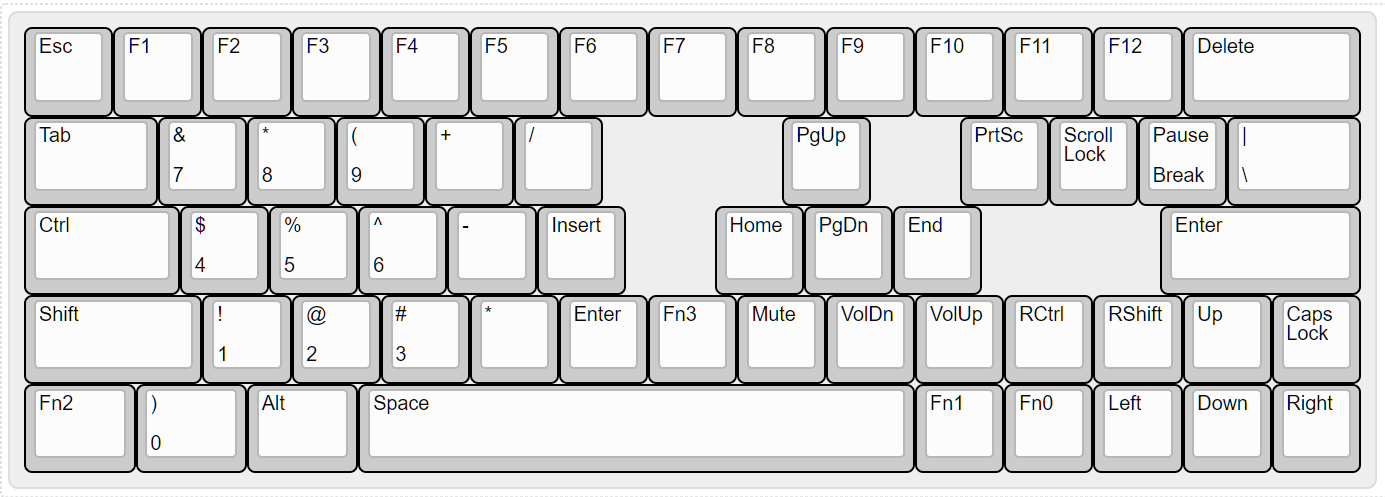 Esc F1 F2 F3 F4 F5 F6 F7 F8 F9 F10 F11 F12 Delete
Tab & * ( + / PgUp PrtSc Scroll Pause |
Lock
7 8 9 Break \
Ctrl $ % ^ - Insert Home PgDn End Enter
4 5 6
Shift ! @ # * Enter Fn3 Mute VolDn VolUp RCtrl RShift Up Caps
Lock
1 2 3
Fn2 ) Alt Space Fn1 Fn0 Left Down Right
0